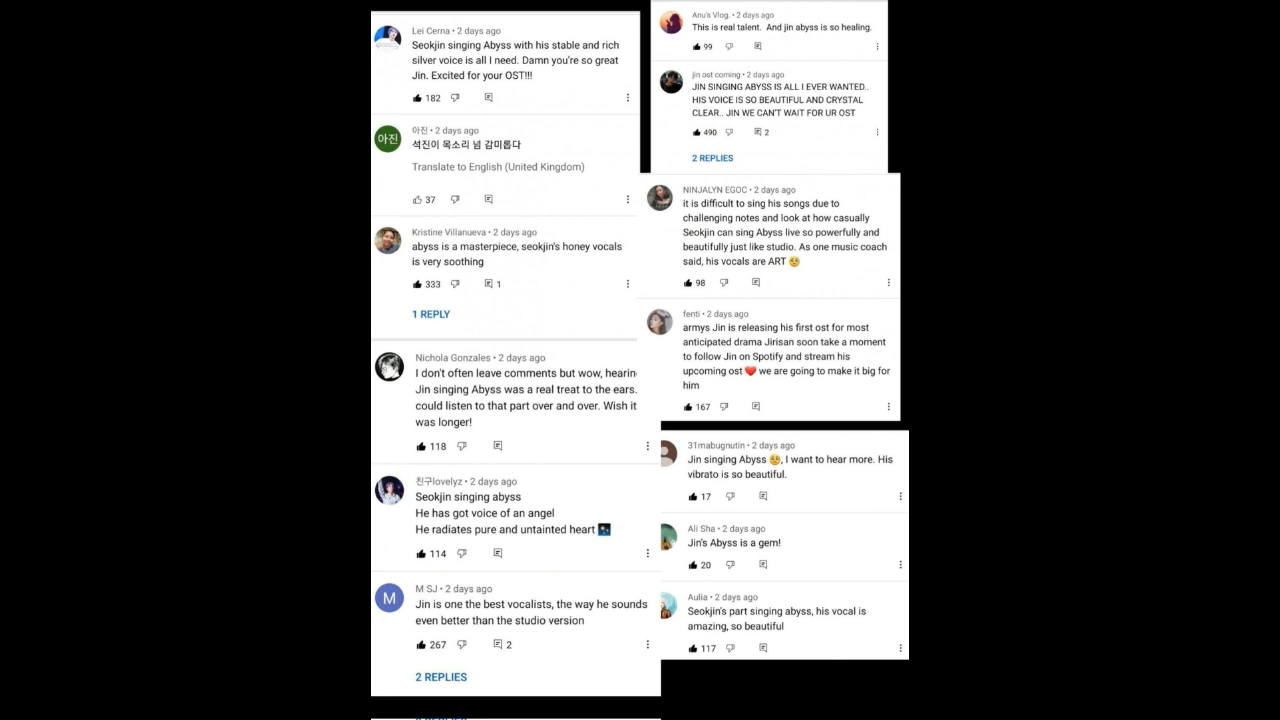 Lei Cerna • 2 days ago
Seokjin singing Abyss with his stable and rich
silver voice is all I need. Damn you're so great
Jin. Excited for your OST!!!
182
아진 • 2 days ago
아진
석진이 목소리 넘 감미롭다
Translate to English (United Kingdom)
37
Kristine Villanueva • 2 days ago
abyss is a masterpiece, seokjin's honey vocals
is very soothing
333
1
1 REPLY
Nichola Gonzales • 2 days ago
I don't often leave comments but wow, hearin
Jin singing Abyss was a real treat to the ears.
could listen to that part over and over. Wish it
was longer!
118
친구lovelyz • 2 days ago
Seokjin singing abyss
He has got voice of an angel
He radiates pure and untainted heart
114
M SJ • 2 days ago
M
Jin is one the best vocalists, the way he sounds
even better than the studio version
267
2
2 REPLIES
Anu's Vlog. • 2 days ago
This is real talent. And jin abyss is so healing.
99
jin ost coming • 2 days ago
JIN SINGING ABYSS IS ALL I EVER WANTED..
HIS VOICE IS SO BEAUTIFUL AND CRYSTAL
CLEAR.. JIN WE CAN'T WAIT FOR UR OST
490
2
2 REPLIES
NINJALYN EGOC • 2 days ago
it is difficult to sing his songs due to
challenging notes and look at how casually
Seokjin can sing Abyss live so powerfully and
beautifully just like studio. As one music coach
said, his vocals are ART 🥺
98
fenti • 2 days ago
armys Jin is releasing his first ost for most
anticipated drama Jirisan soon take a moment
to follow Jin on Spotify and stream his
upcoming ost ❤️ we are going to make it big for
him
167
31mabugnutin • 2 days ago
Jin singing Abyss 🥺, I want to hear more. His
vibrato is so beautiful.
17
Ali Sha • 2 days ago
Jin's Abyss is a gem!
20
Aulia • 2 days ago
Seokjin's part singing abyss, his vocal is
amazing, so beautiful
117